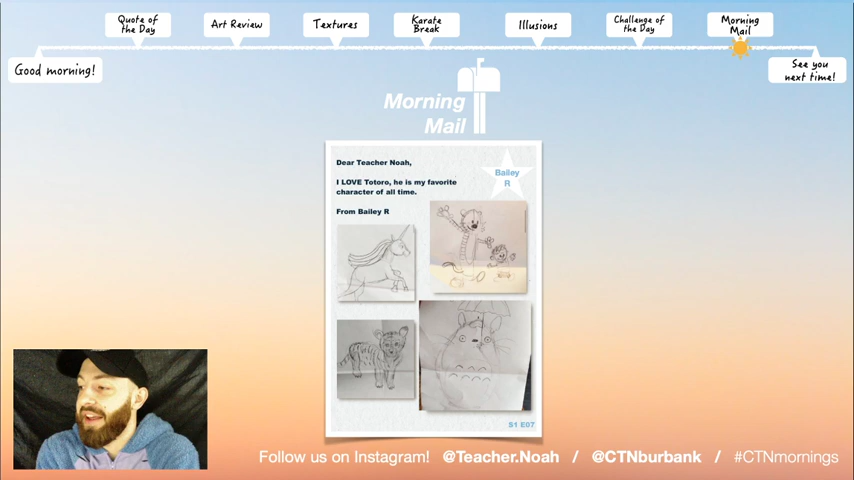 Quote of
the Day
Art Review
Textures
Karate
Break
Illusions
Challenge of
the Day
Morning
Mail
Good morning!
See you
next time!
Morning
Mail
Dear Teacher Noah,
Bailey
R
I LOVE Totoro, he is my favorite
character of all time.
From Bailey R
S1 E07
Follow us on Instagram! @Teacher.Noah / @CTNburbank / #CTNmornings